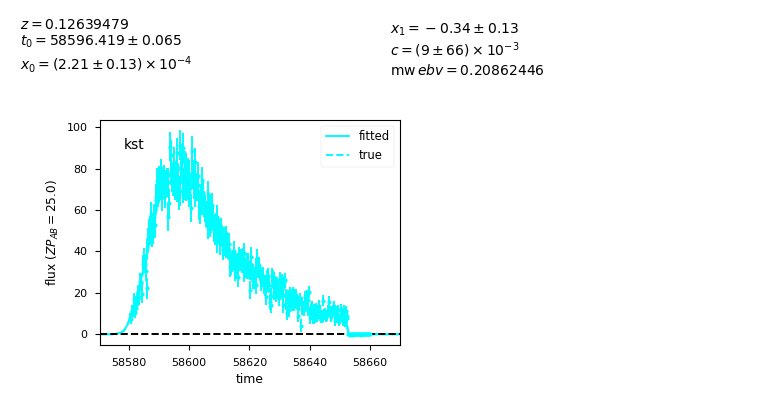 z = 0.12639479
t₀ = 58596.419 ± 0.065
x₀ = (2.21 ± 0.13) × 10⁻⁴
x₁ = −0.34 ± 0.13
c = (9 ± 66) × 10⁻³
mw ebv = 0.20862446
kst
fitted
true
flux (ZP_AB = 25.0)
100
80
60
40
20
0
58580 58600 58620 58640 58660
time